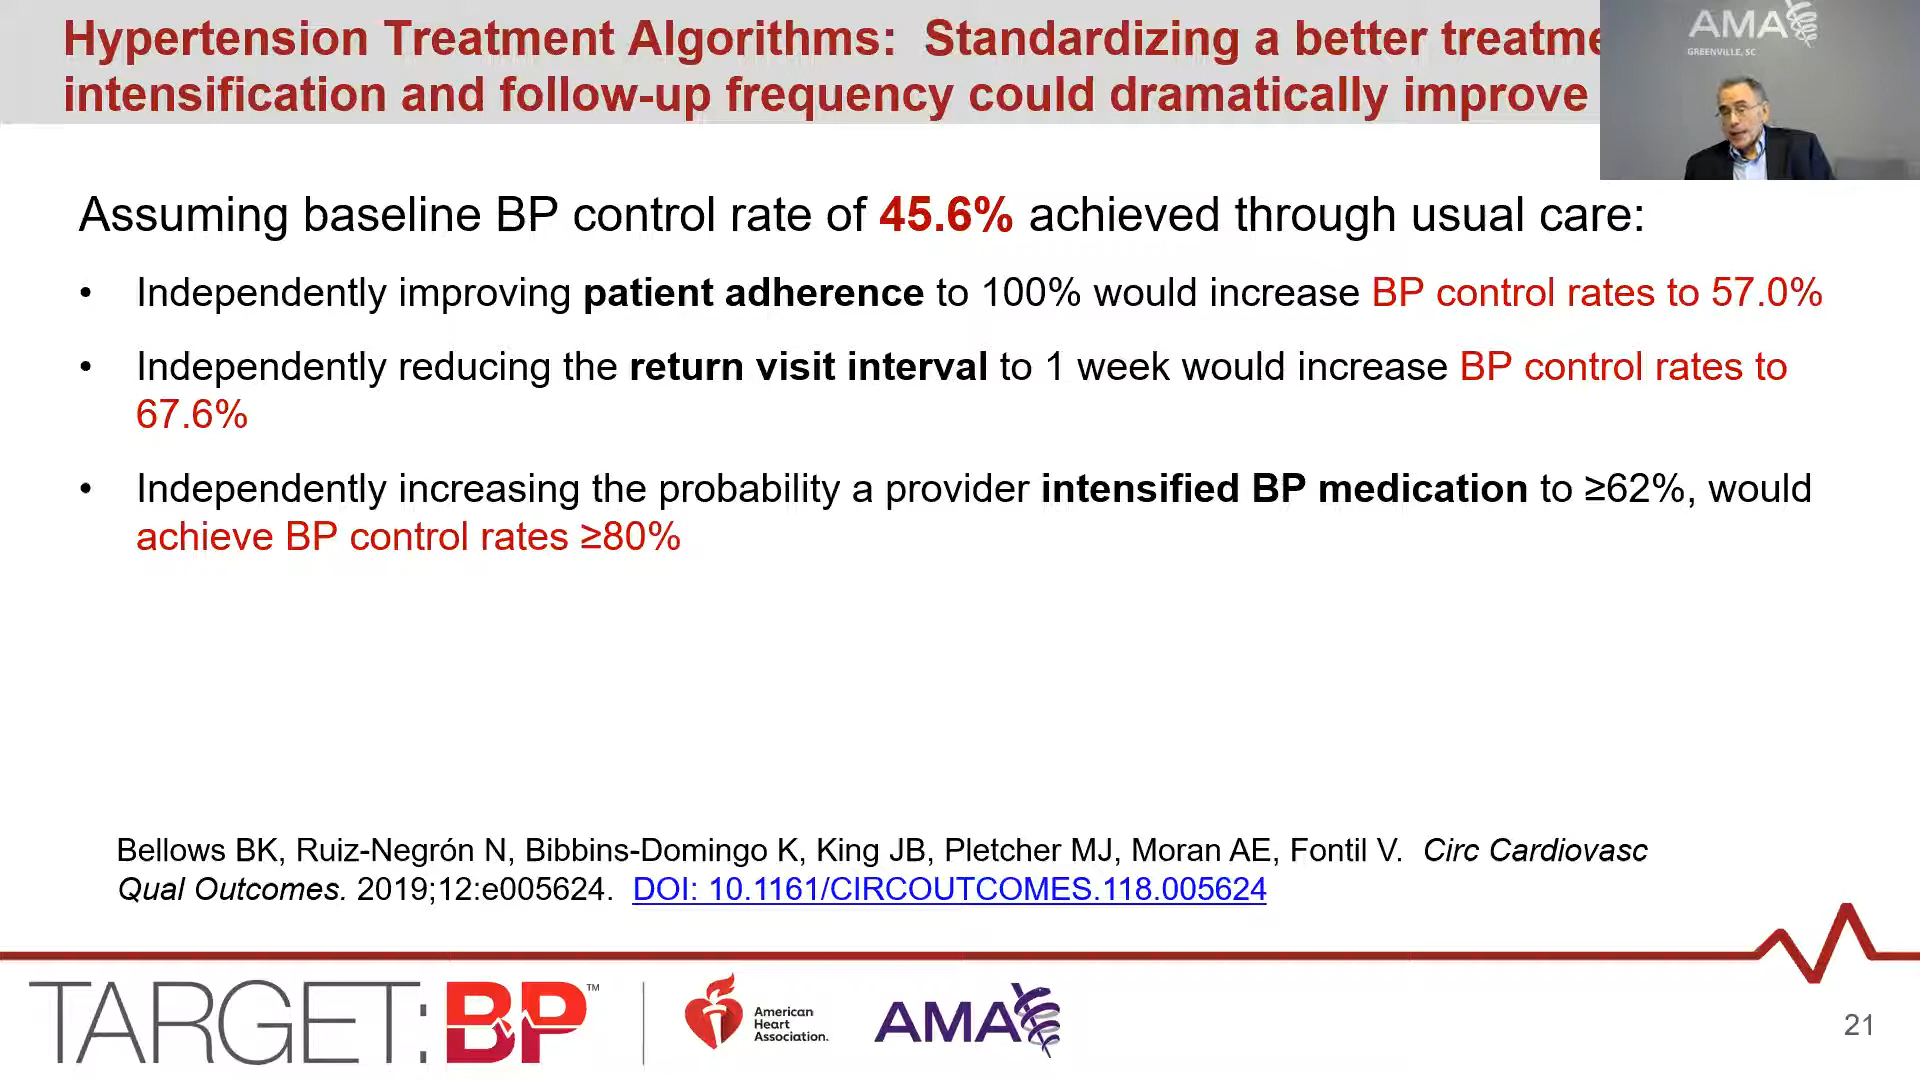 Hypertension Treatment Algorithms: Standardizing a better treatme
intensification and follow-up frequency could dramatically improve
AMA
GREENVILLE, SC
Assuming baseline BP control rate of 45.6% achieved through usual care:
• Independently improving patient adherence to 100% would increase BP control rates to 57.0%
• Independently reducing the return visit interval to 1 week would increase BP control rates to
67.6%
• Independently increasing the probability a provider intensified BP medication to ≥62%, would
achieve BP control rates ≥80%
Bellows BK, Ruiz-Negrón N, Bibbins-Domingo K, King JB, Pletcher MJ, Moran AE, Fontil V. Circ Cardiovasc
Qual Outcomes. 2019;12:e005624. DOI: 10.1161/CIRCOUTCOMES.118.005624
TARGET:BP™
American
Heart
Association.
AMA
21